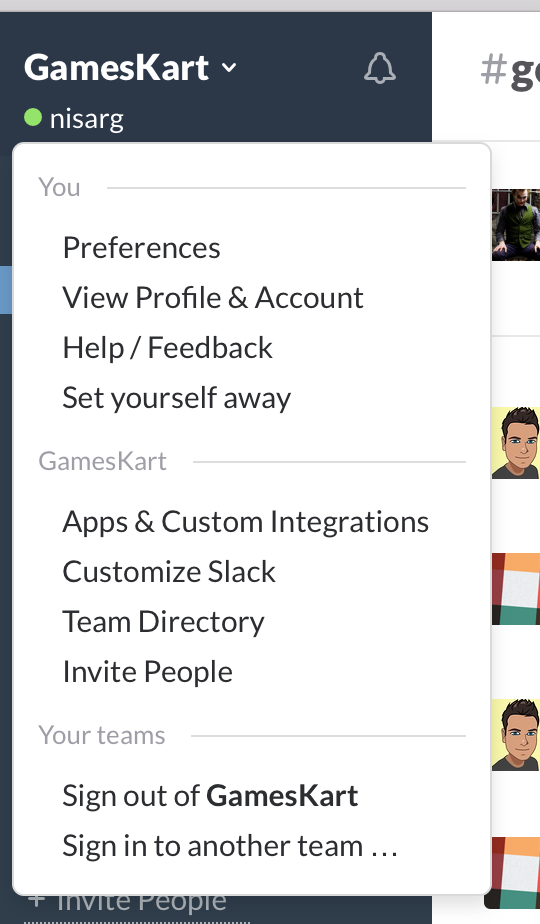 GamesKart
nisarg
#ge
You
Preferences
View Profile & Account
Help / Feedback
Set yourself away
GamesKart
Apps & Custom Integrations
Customize Slack
Team Directory
Invite People
Your teams
Sign out of GamesKart
Sign in to another team …
+ Invite People